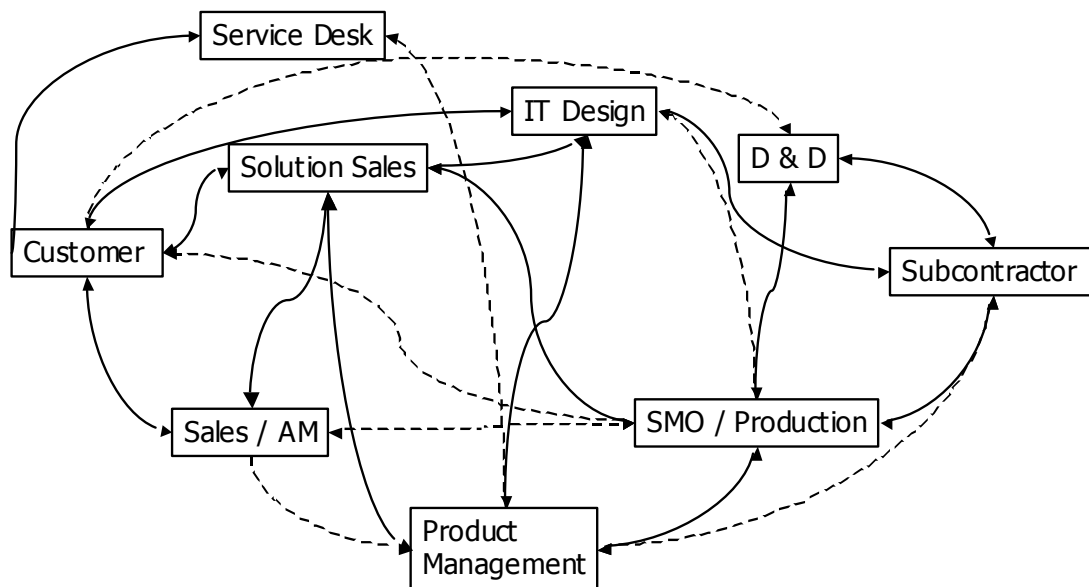 Service Desk
IT Design
D & D
Solution Sales
Customer
Subcontractor
Sales / AM
SMO / Production
Product
Management